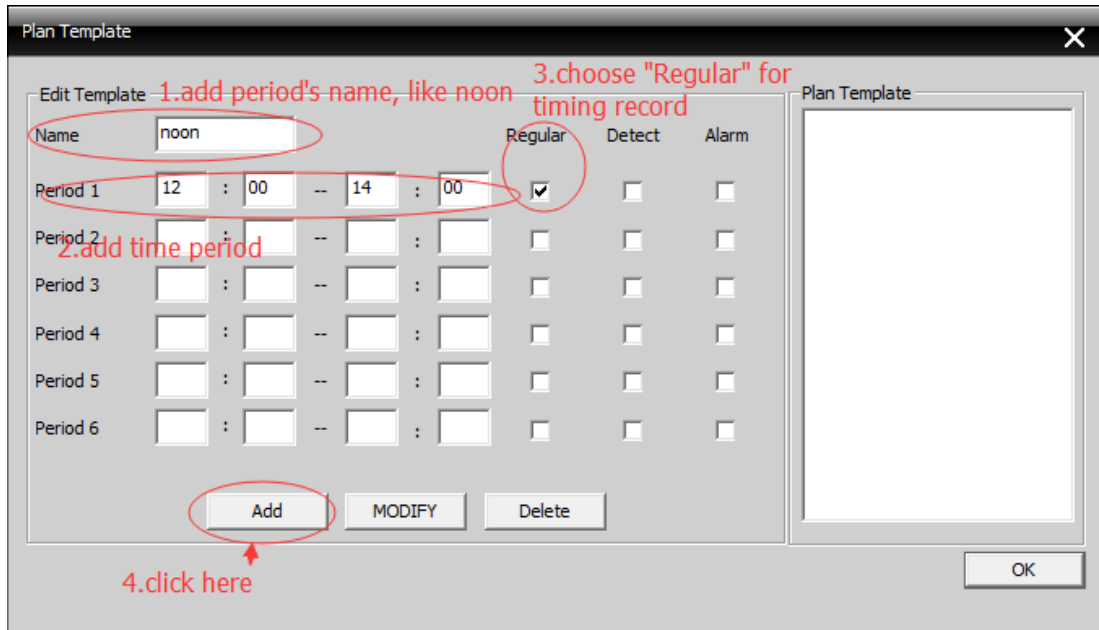 Plan Template
Edit Template
1.add period's name, like noon
3.choose "Regular" for
timing record
Plan Template
Name noon Regular Detect Alarm
Period 1 12 : 00 -- 14 : 00
Period 2 : -- :
2.add time period
Period 3 : -- :
Period 4 : -- :
Period 5 : -- :
Period 6 : -- :
Add MODIFY Delete
4.click here
OK